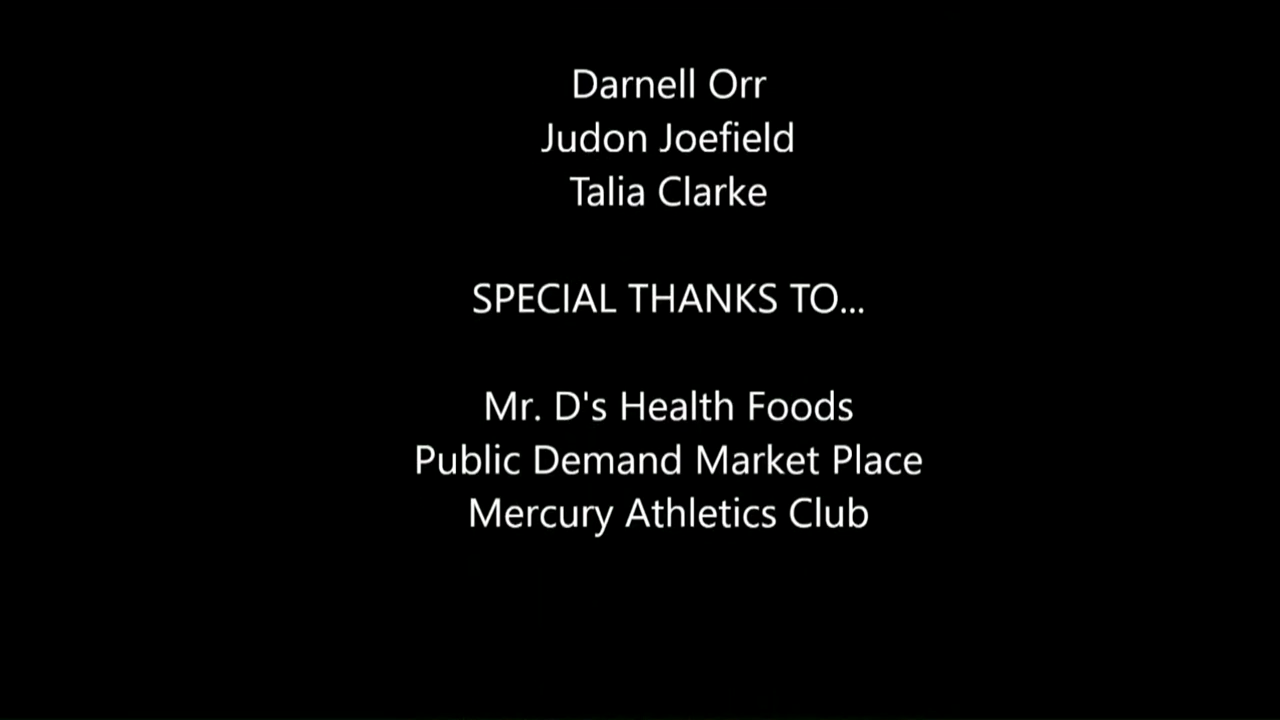 Darnell Orr
Judon Joefield
Talia Clarke
SPECIAL THANKS TO...
Mr. D's Health Foods
Public Demand Market Place
Mercury Athletics Club